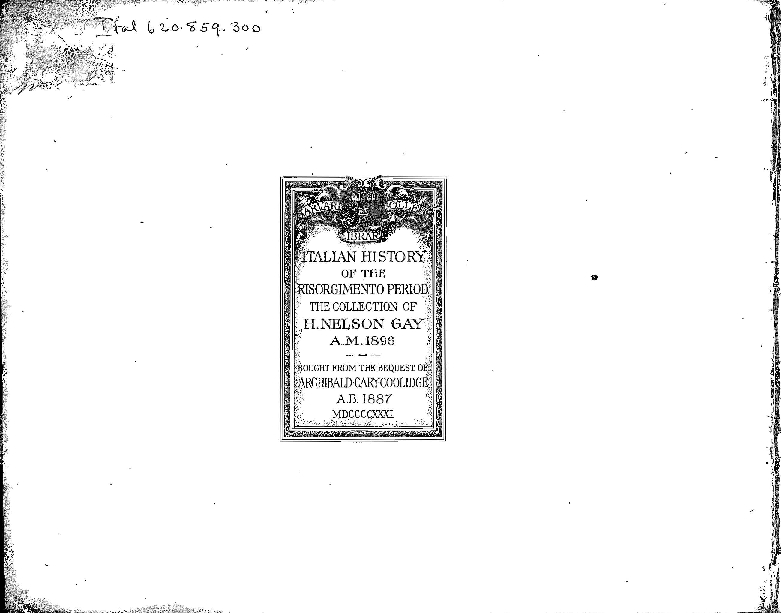 Ital 620.859.300
HARVARD COLLEGE
LIBRARY
ITALIAN HISTORY
OF THE
RISORGIMENTO PERIOD
THE COLLECTION OF
H. NELSON GAY
A.M. 1896
BOUGHT FROM THE BEQUEST OF
ARCHIBALD CARY COOLIDGE
A.B. 1887
MDCCCCXXXI